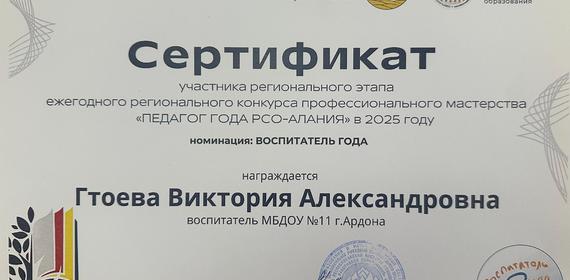 образования
Сертификат
участника регионального этапа
ежегодного регионального конкурса профессионального мастерства
«ПЕДАГОГ ГОДА РСО-АЛАНИЯ» в 2025 году
номинация: ВОСПИТАТЕЛЬ ГОДА
награждается
Гтоева Виктория Александровна
воспитатель МБДОУ №11 г.Ардона